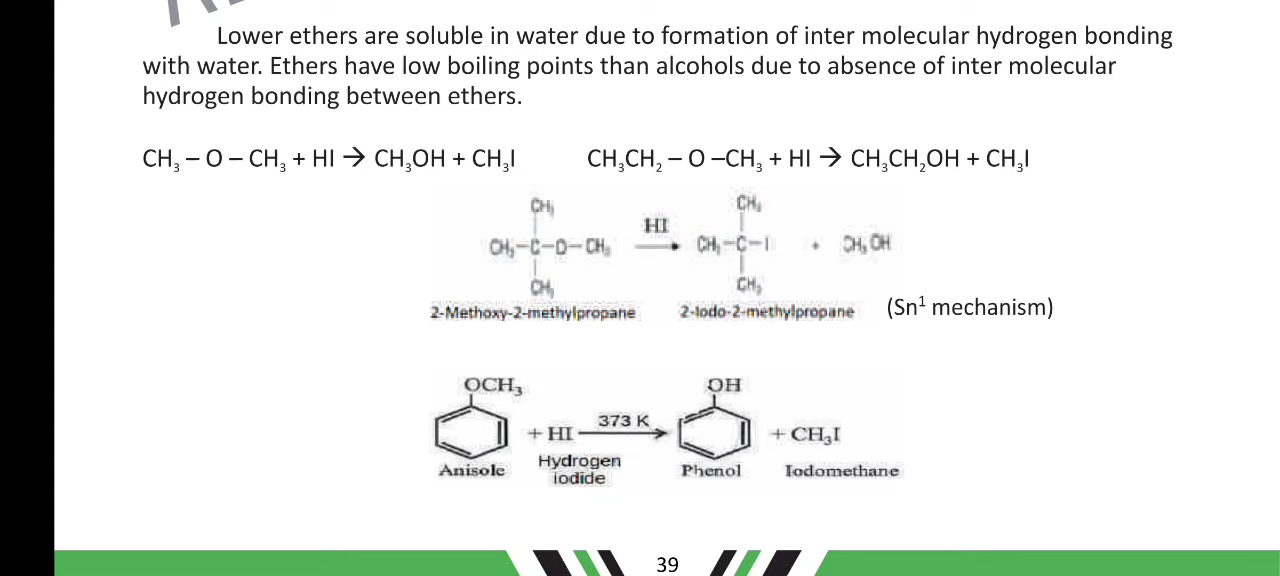 Lower ethers are soluble in water due to formation of inter molecular hydrogen bonding
with water. Ethers have low boiling points than alcohols due to absence of inter molecular
hydrogen bonding between ethers.
CH₃ – O – CH₃ + HI → CH₃OH + CH₃I CH₃CH₂ – O –CH₃ + HI → CH₃CH₂OH + CH₃I
CH₃ CH₃
HI
CH₃–C–O–CH₃ → CH₃–C–I + CH₃OH
CH₃ CH₃
2-Methoxy-2-methylpropane 2-Iodo-2-methylpropane (Sn¹ mechanism)
OCH₃ OH
373 K
+ HI → + CH₃I
Anisole Hydrogen Phenol Iodomethane
iodide
39